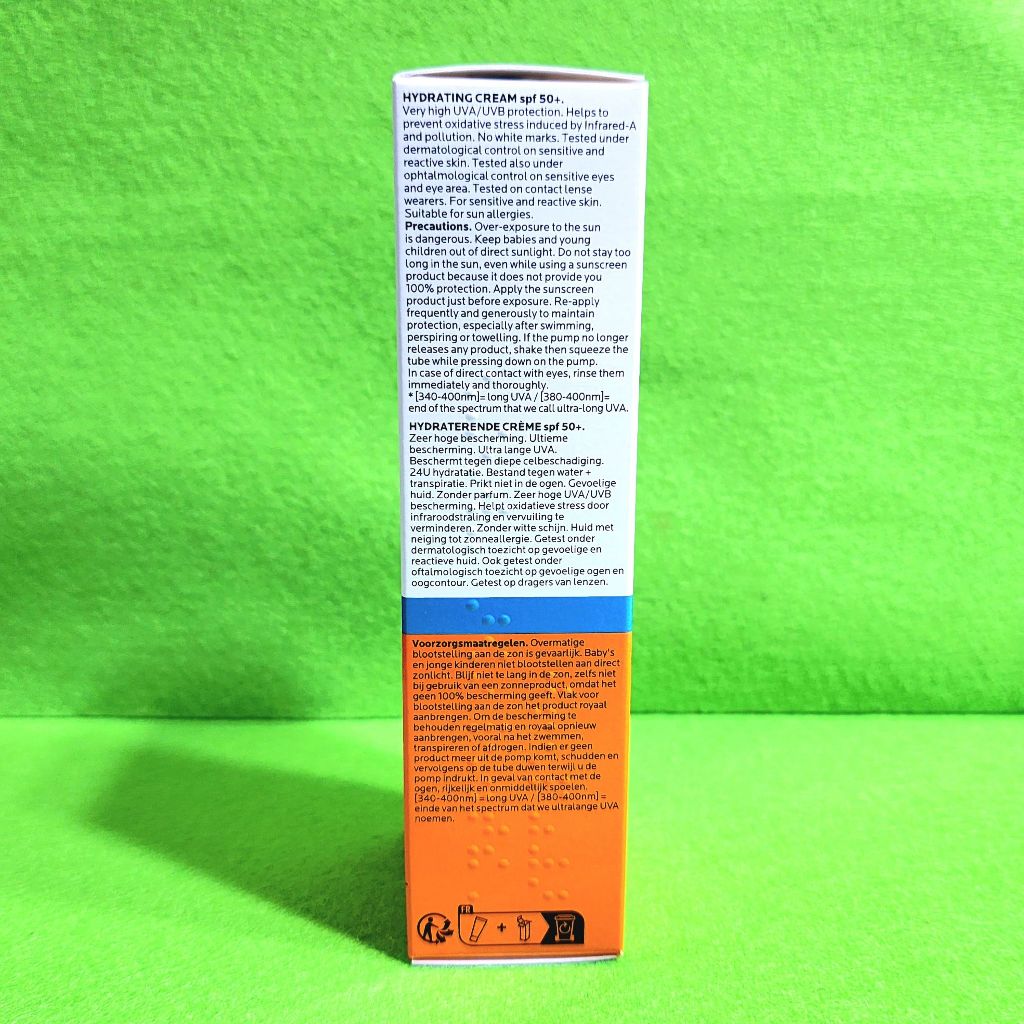 HYDRATING CREAM spf 50+.
Very high UVA/UVB protection. Helps to
prevent oxidative stress induced by Infrared-A
and pollution. No white marks. Tested under
dermatological control on sensitive and
reactive skin. Tested also under
ophtalmological control on sensitive eyes
and eye area. Tested on contact lense
wearers. For sensitive and reactive skin.
Suitable for sun allergies.
Precautions. Over-exposure to the sun
is dangerous. Keep babies and young
children out of direct sunlight. Do not stay too
long in the sun, even while using a sunscreen
product because it does not provide you
100% protection. Apply the sunscreen
product just before exposure. Re-apply
frequently and generously to maintain
protection, especially after swimming,
perspiring or towelling. If the pump no longer
releases any product, shake then squeeze the
tube while pressing down on the pump.
In case of direct contact with eyes, rinse them
immediately and thoroughly.
* [340-400nm]= long UVA / [380-400nm]=
end of the spectrum that we call ultra-long UVA.
HYDRATERENDE CRÈME spf 50+.
Zeer hoge bescherming. Ultieme
bescherming. Ultra lange UVA.
Beschermt tegen diepe celbeschadiging.
24U hydratatie. Bestand tegen water +
transpiratie. Prikt niet in de ogen. Gevoelige
huid. Zonder parfum. Zeer hoge UVA/UVB
bescherming. Helpt oxidatieve stress door
infraroodstraling en vervuiling te
verminderen. Zonder witte schijn. Huid met
neiging tot zonneallergie. Getest onder
dermatologisch toezicht op gevoelige en
reactieve huid. Ook getest onder
oftalmologisch toezicht op gevoelige ogen en
oogcontour. Getest op dragers van lenzen.
Voorzorgsmaatregelen. Overmatige
blootstelling aan de zon is gevaarlijk. Baby's
en jonge kinderen niet blootstellen aan direct
zonlicht. Blijf niet te lang in de zon, zelfs niet
bij gebruik van een zonneproduct, omdat het
geen 100% bescherming geeft. Vlak voor
blootstelling aan de zon het product royaal
aanbrengen. Om de bescherming te
behouden regelmatig en royaal opnieuw
aanbrengen, vooral na het zwemmen,
transpireren of afdrogen. Indien er geen
product meer uit de pomp komt, schudden en
vervolgens op de tube duwen terwijl u de
pomp indrukt. In geval van contact met de
ogen, rijkelijk en onmiddellijk spoelen.
[340-400nm] = long UVA / [380-400nm] =
einde van het spectrum dat we ultralange UVA
noemen.
FR
+